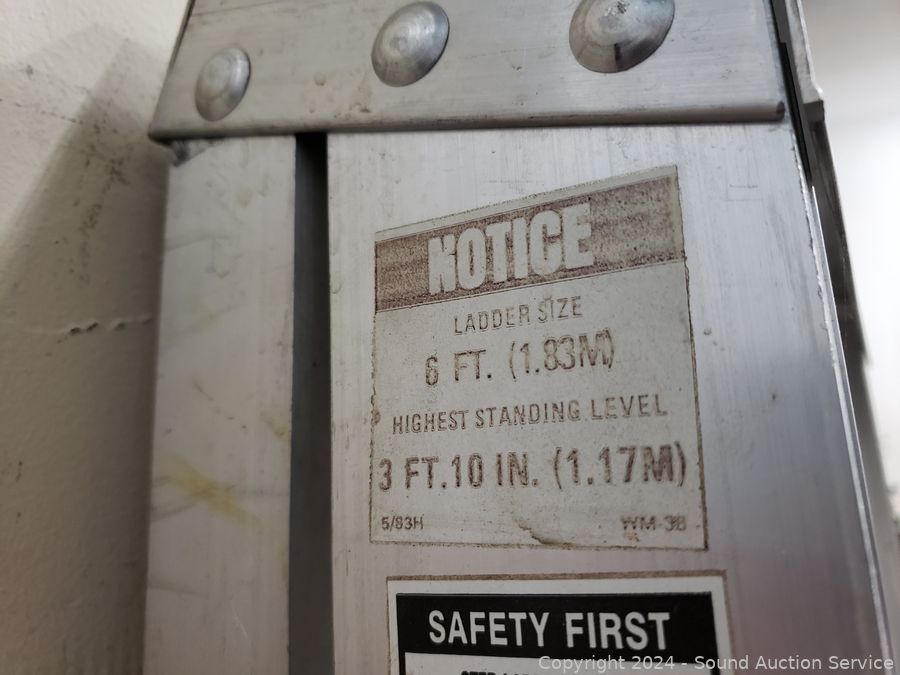 NOTICE
LADDER SIZE
6 FT. (1.83M)
HIGHEST STANDING LEVEL
3 FT.10 IN. (1.17M)
5/83H WM-3B
SAFETY FIRST
Copyright © 2024 - Sound Auction Service